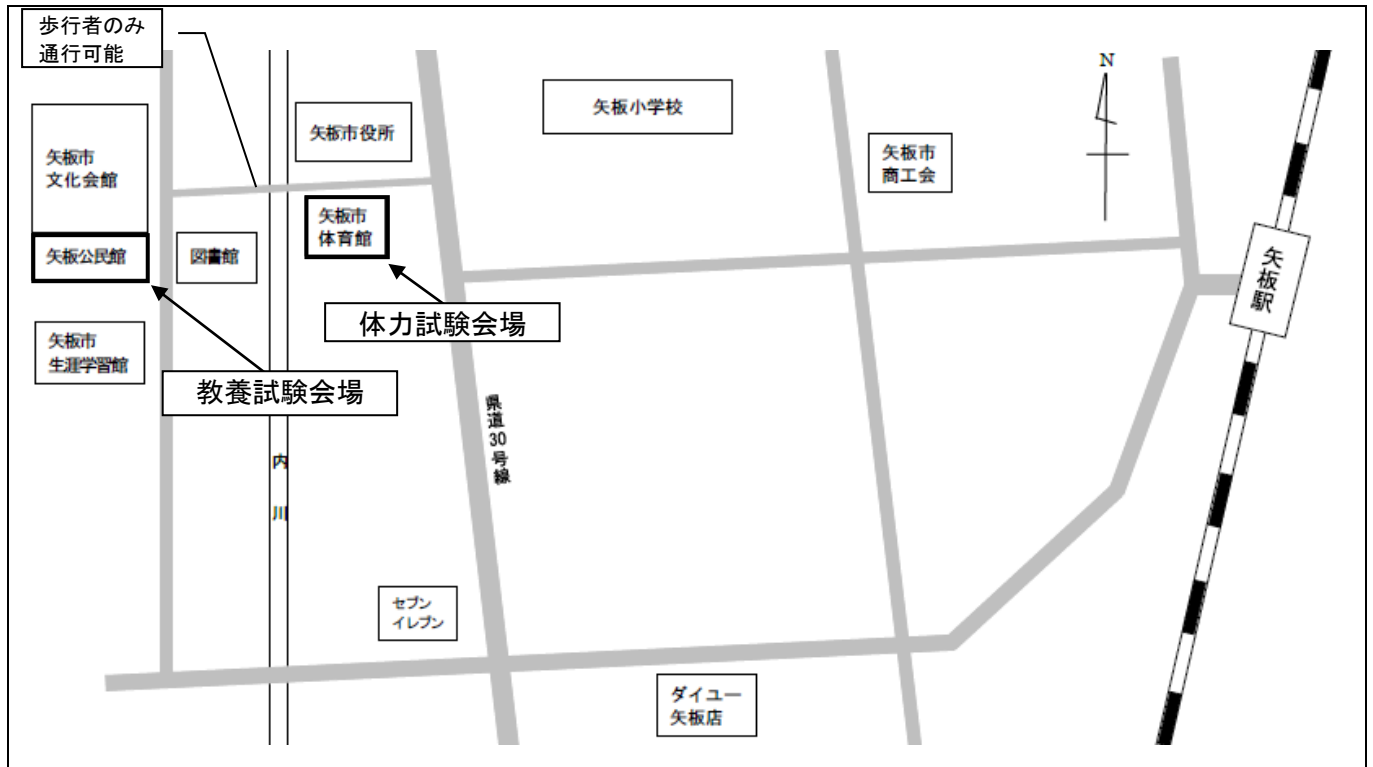 歩行者のみ
通行可能
N
矢板市役所
矢板小学校
矢板市
商工会
矢板市
文化会館
矢板市
体育館
矢板公民館
図書館
矢板駅
体力試験会場
矢板市
生涯学習館
教養試験会場
県道30号線
内川
セブン
イレブン
ダイユー
矢板店